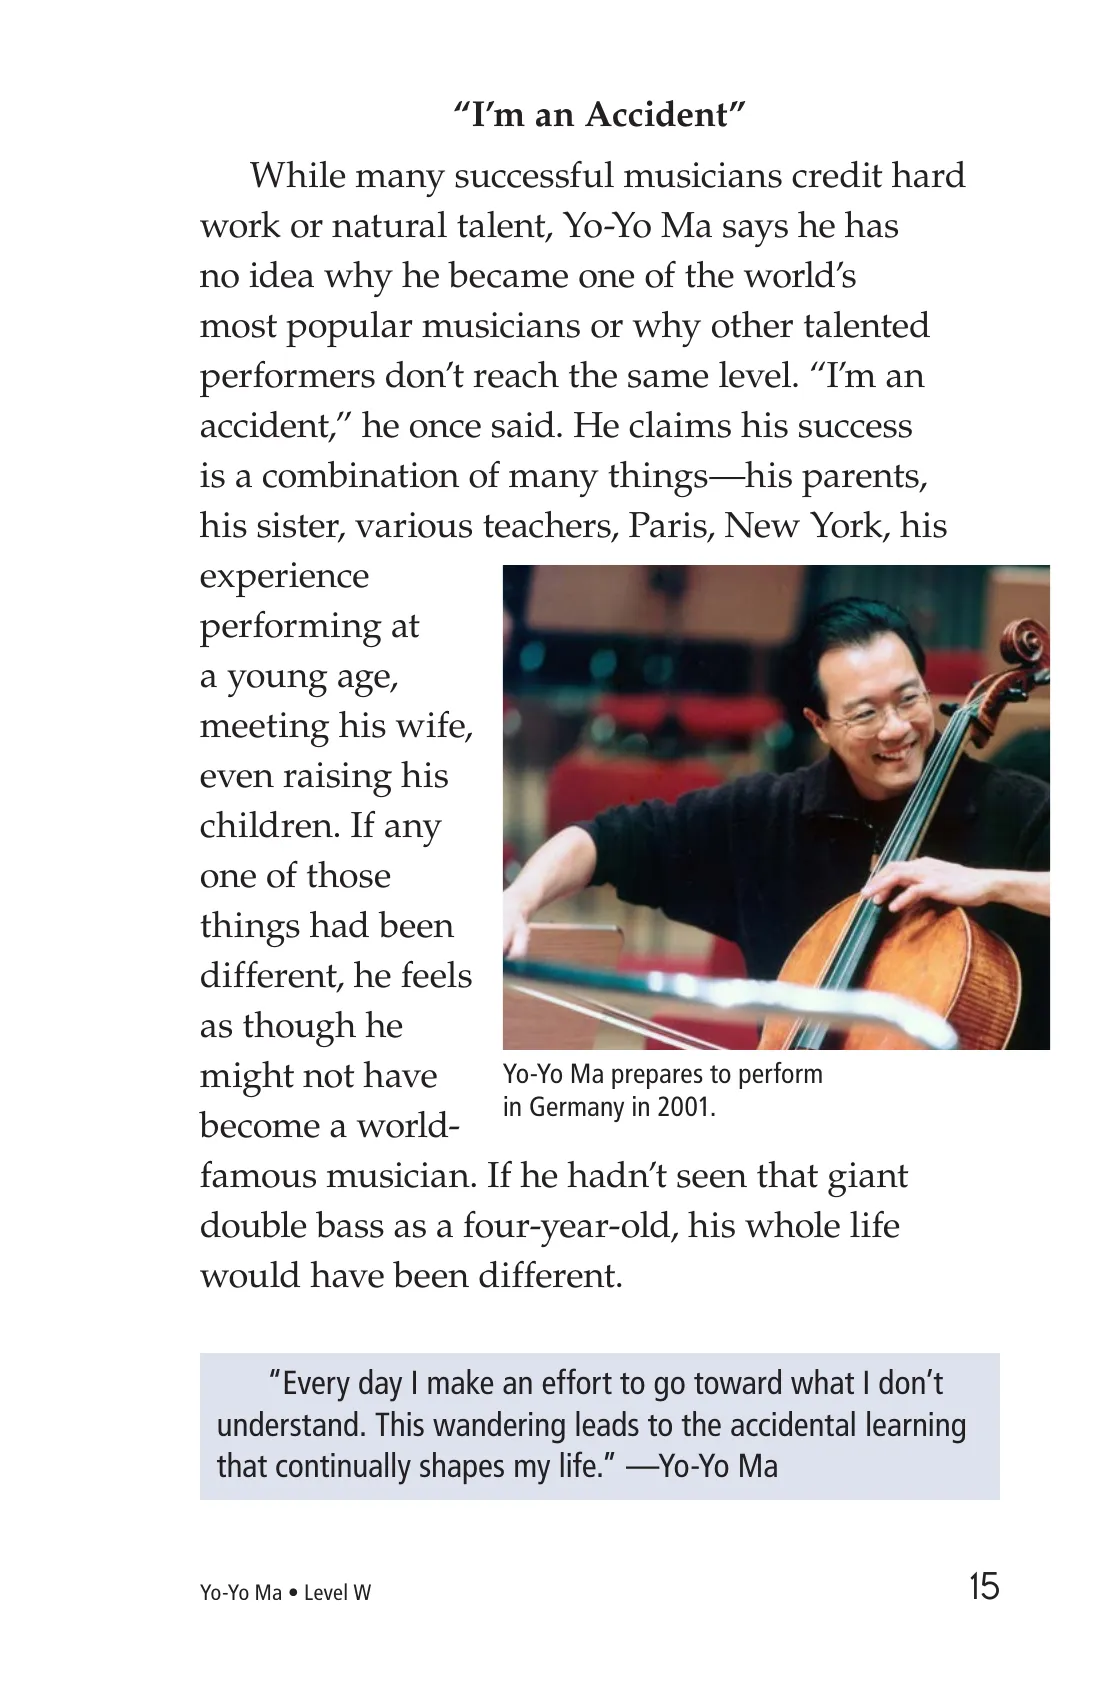 “I’m an Accident”
While many successful musicians credit hard
work or natural talent, Yo-Yo Ma says he has
no idea why he became one of the world’s
most popular musicians or why other talented
performers don’t reach the same level. “I’m an
accident,” he once said. He claims his success
is a combination of many things—his parents,
his sister, various teachers, Paris, New York, his
experience
performing at
a young age,
meeting his wife,
even raising his
children. If any
one of those
things had been
different, he feels
as though he
might not have
become a world-
famous musician. If he hadn’t seen that giant
double bass as a four-year-old, his whole life
would have been different.
Yo-Yo Ma prepares to perform
in Germany in 2001.
“Every day I make an effort to go toward what I don’t
understand. This wandering leads to the accidental learning
that continually shapes my life.” —Yo-Yo Ma
Yo-Yo Ma • Level W
15